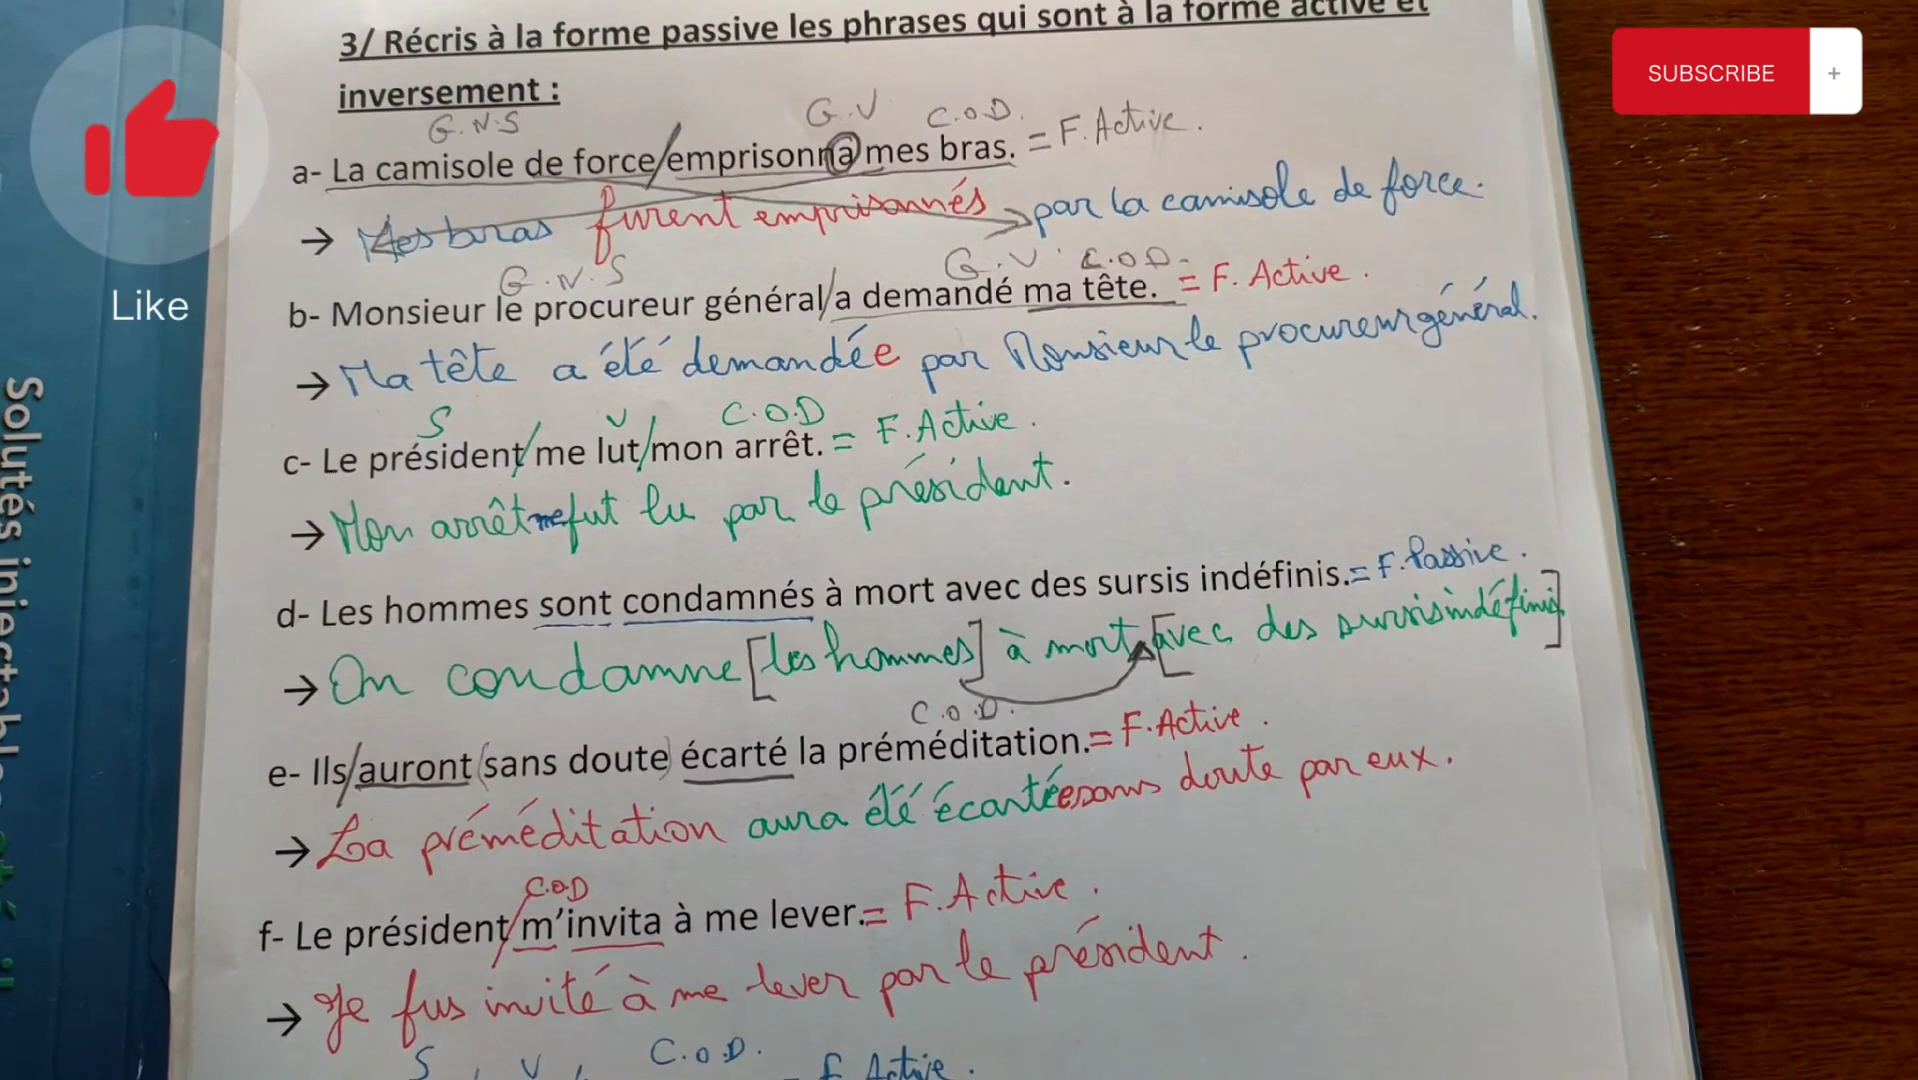 3/ Récris à la forme passive les phrases qui sont à la forme active et
inversement :
SUBSCRIBE +
Like
G.N.S G.V C.O.D.
a- La camisole de force/emprisonna mes bras. = F. Active.
→ Mes bras furent emprisonnés par la camisole de force.
G.N.S G.V. C.O.D.
b- Monsieur le procureur général/a demandé ma tête. = F. Active.
→ Ma tête a été demandée par Monsieur le procureur général.
S V C.O.D
c- Le président/me lut/mon arrêt. = F. Active.
→ Mon arrêt me fut lu par le président.
d- Les hommes sont condamnés à mort avec des sursis indéfinis. = F. Passive.
→ On condamne [les hommes] à mort [avec des sursis indéfinis]
C.O.D.
e- Ils/auront (sans doute) écarté la préméditation. = F. Active.
→ La préméditation aura été écartée sans doute par eux.
C.O.D
f- Le président/m'invita à me lever. = F. Active.
→ Je fus invité à me lever par le président.
S V C.O.D. F. Active.
Solutés